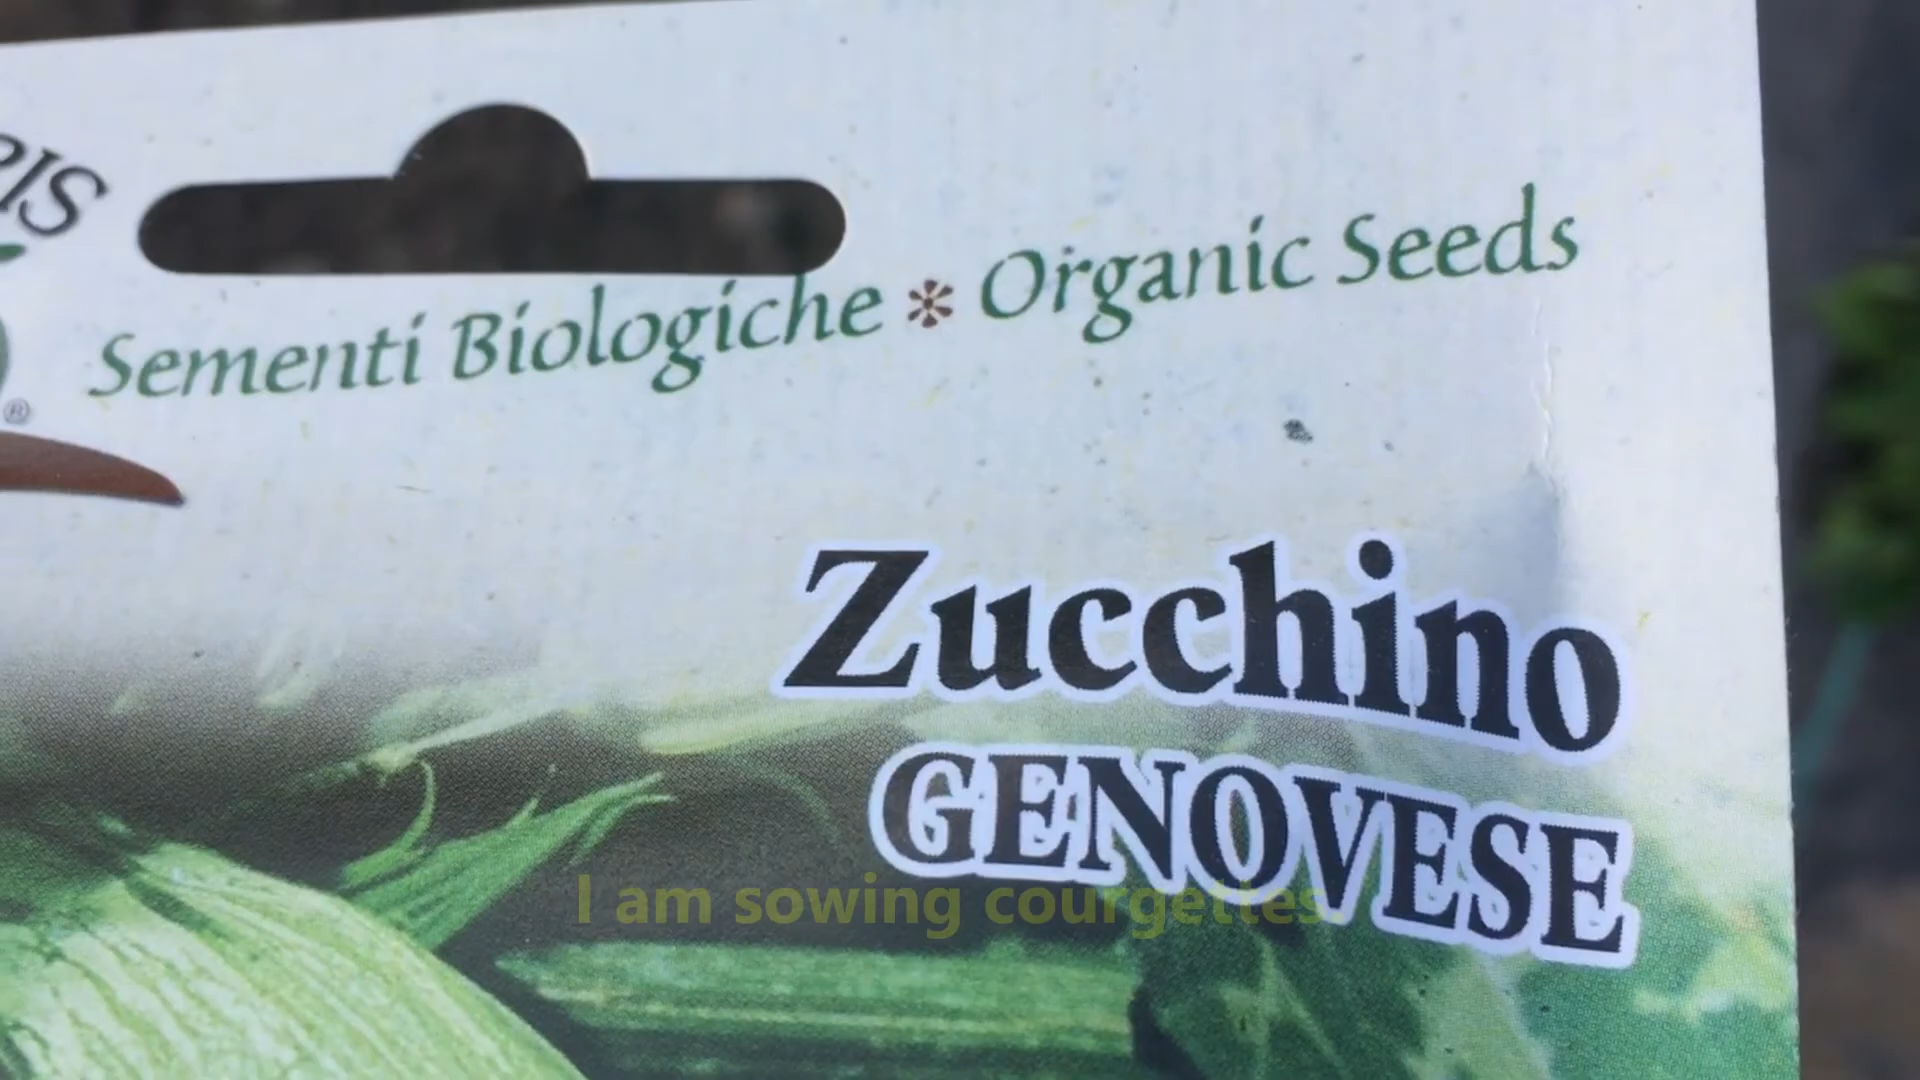 Sementi Biologiche * Organic Seeds
®
Zucchino
GENOVESE
I am sowing courgettes.